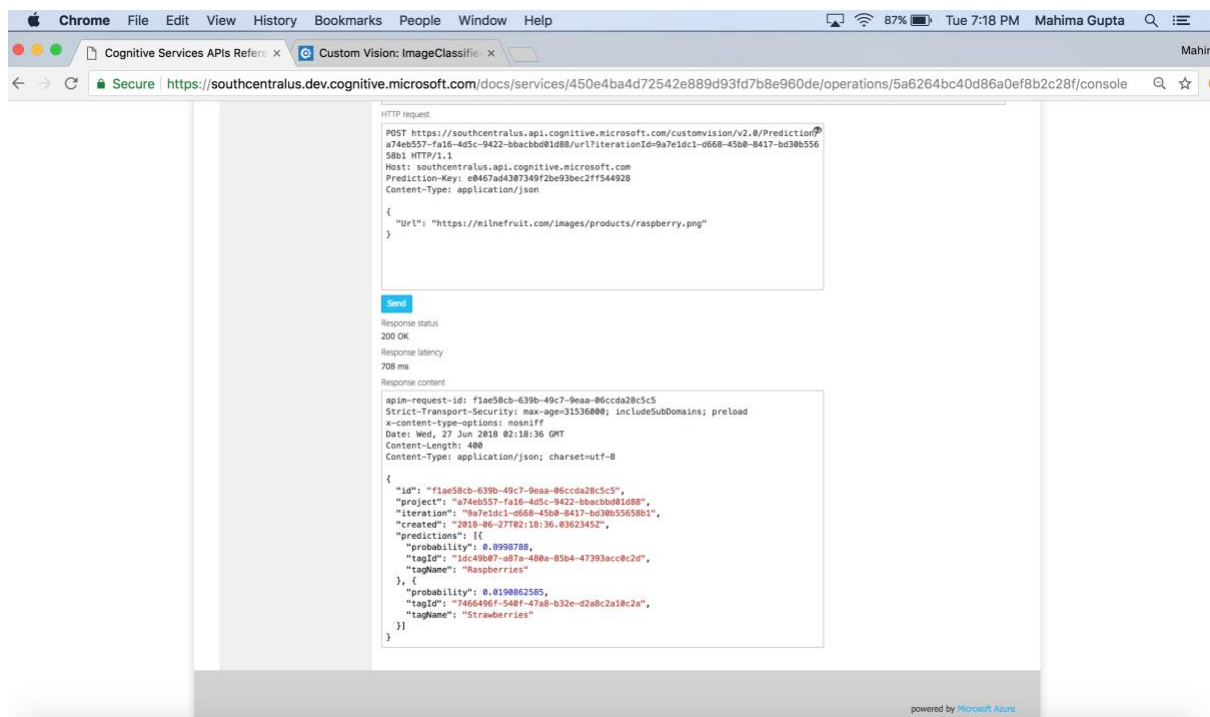 Chrome File Edit View History Bookmarks People Window Help 87% Tue 7:18 PM Mahima Gupta
Cognitive Services APIs Refere × Custom Vision: ImageClassifie × Mahim
Secure https://southcentralus.dev.cognitive.microsoft.com/docs/services/450e4ba4d72542e889d93fd7b8e960de/operations/5a6264bc40d86a0ef8b2c28f/console
HTTP request
POST https://southcentralus.api.cognitive.microsoft.com/customvision/v2.0/Prediction/
a74eb557-fa16-4d5c-9422-bbacbbd01d88/url?iterationId=9a7e1dc1-d668-45b0-8417-bd30b556
58b1 HTTP/1.1
Host: southcentralus.api.cognitive.microsoft.com
Prediction-Key: e0467ad4307349f2be93bec2ff544928
Content-Type: application/json
{
"Url": "https://milnefruit.com/images/products/raspberry.png"
}
Send
Response status
200 OK
Response latency
708 ms
Response content
apim-request-id: f1ae58cb-639b-49c7-9eaa-06ccda28c5c5
Strict-Transport-Security: max-age=31536000; includeSubDomains; preload
x-content-type-options: nosniff
Date: Wed, 27 Jun 2018 02:18:36 GMT
Content-Length: 400
Content-Type: application/json; charset=utf-8
{
"id": "f1ae58cb-639b-49c7-9eaa-06ccda28c5c5",
"project": "a74eb557-fa16-4d5c-9422-bbacbbd01d88",
"iteration": "9a7e1dc1-d668-45b0-8417-bd30b55658b1",
"created": "2018-06-27T02:18:36.0362345Z",
"predictions": [{
"probability": 0.8998788,
"tagId": "1dc49b07-a87a-480a-85b4-47393acc0c2d",
"tagName": "Raspberries"
}, {
"probability": 0.0190862585,
"tagId": "7466496f-540f-47a8-b32e-d2a8c2a10c2a",
"tagName": "Strawberries"
}]
}
powered by Microsoft Azure